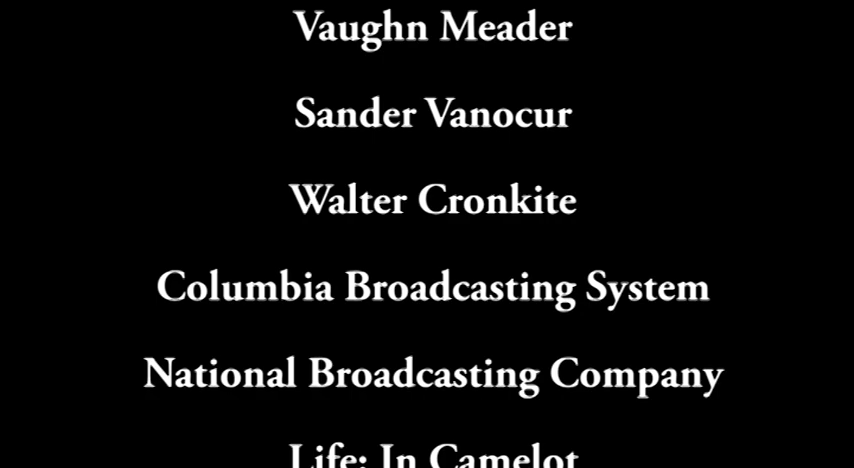 Vaughn Meader
Sander Vanocur
Walter Cronkite
Columbia Broadcasting System
National Broadcasting Company
Life: In Camelot